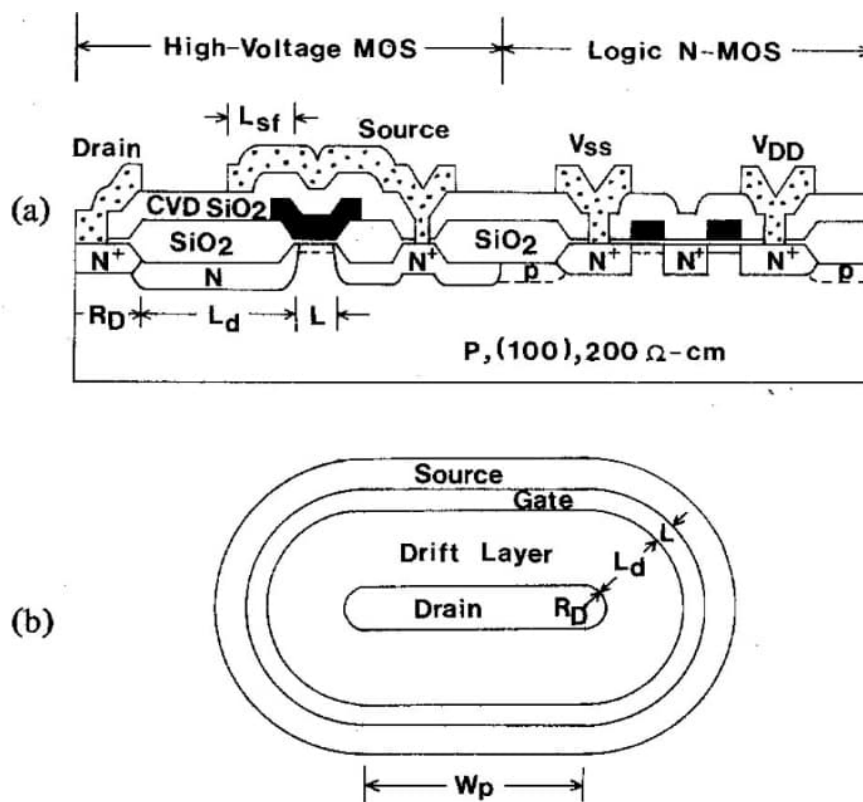 High-Voltage MOS
Logic N-MOS
Lsf
Drain
Source
VSS
VDD
(a)
CVD SiO2
SiO2
SiO2
N+
N
N+
P
N+
N+
N+
P
RD
Ld
L
P,(100),200 Ω-cm
Source
Gate
L
Drift Layer
Ld
Drain
RD
(b)
Wp